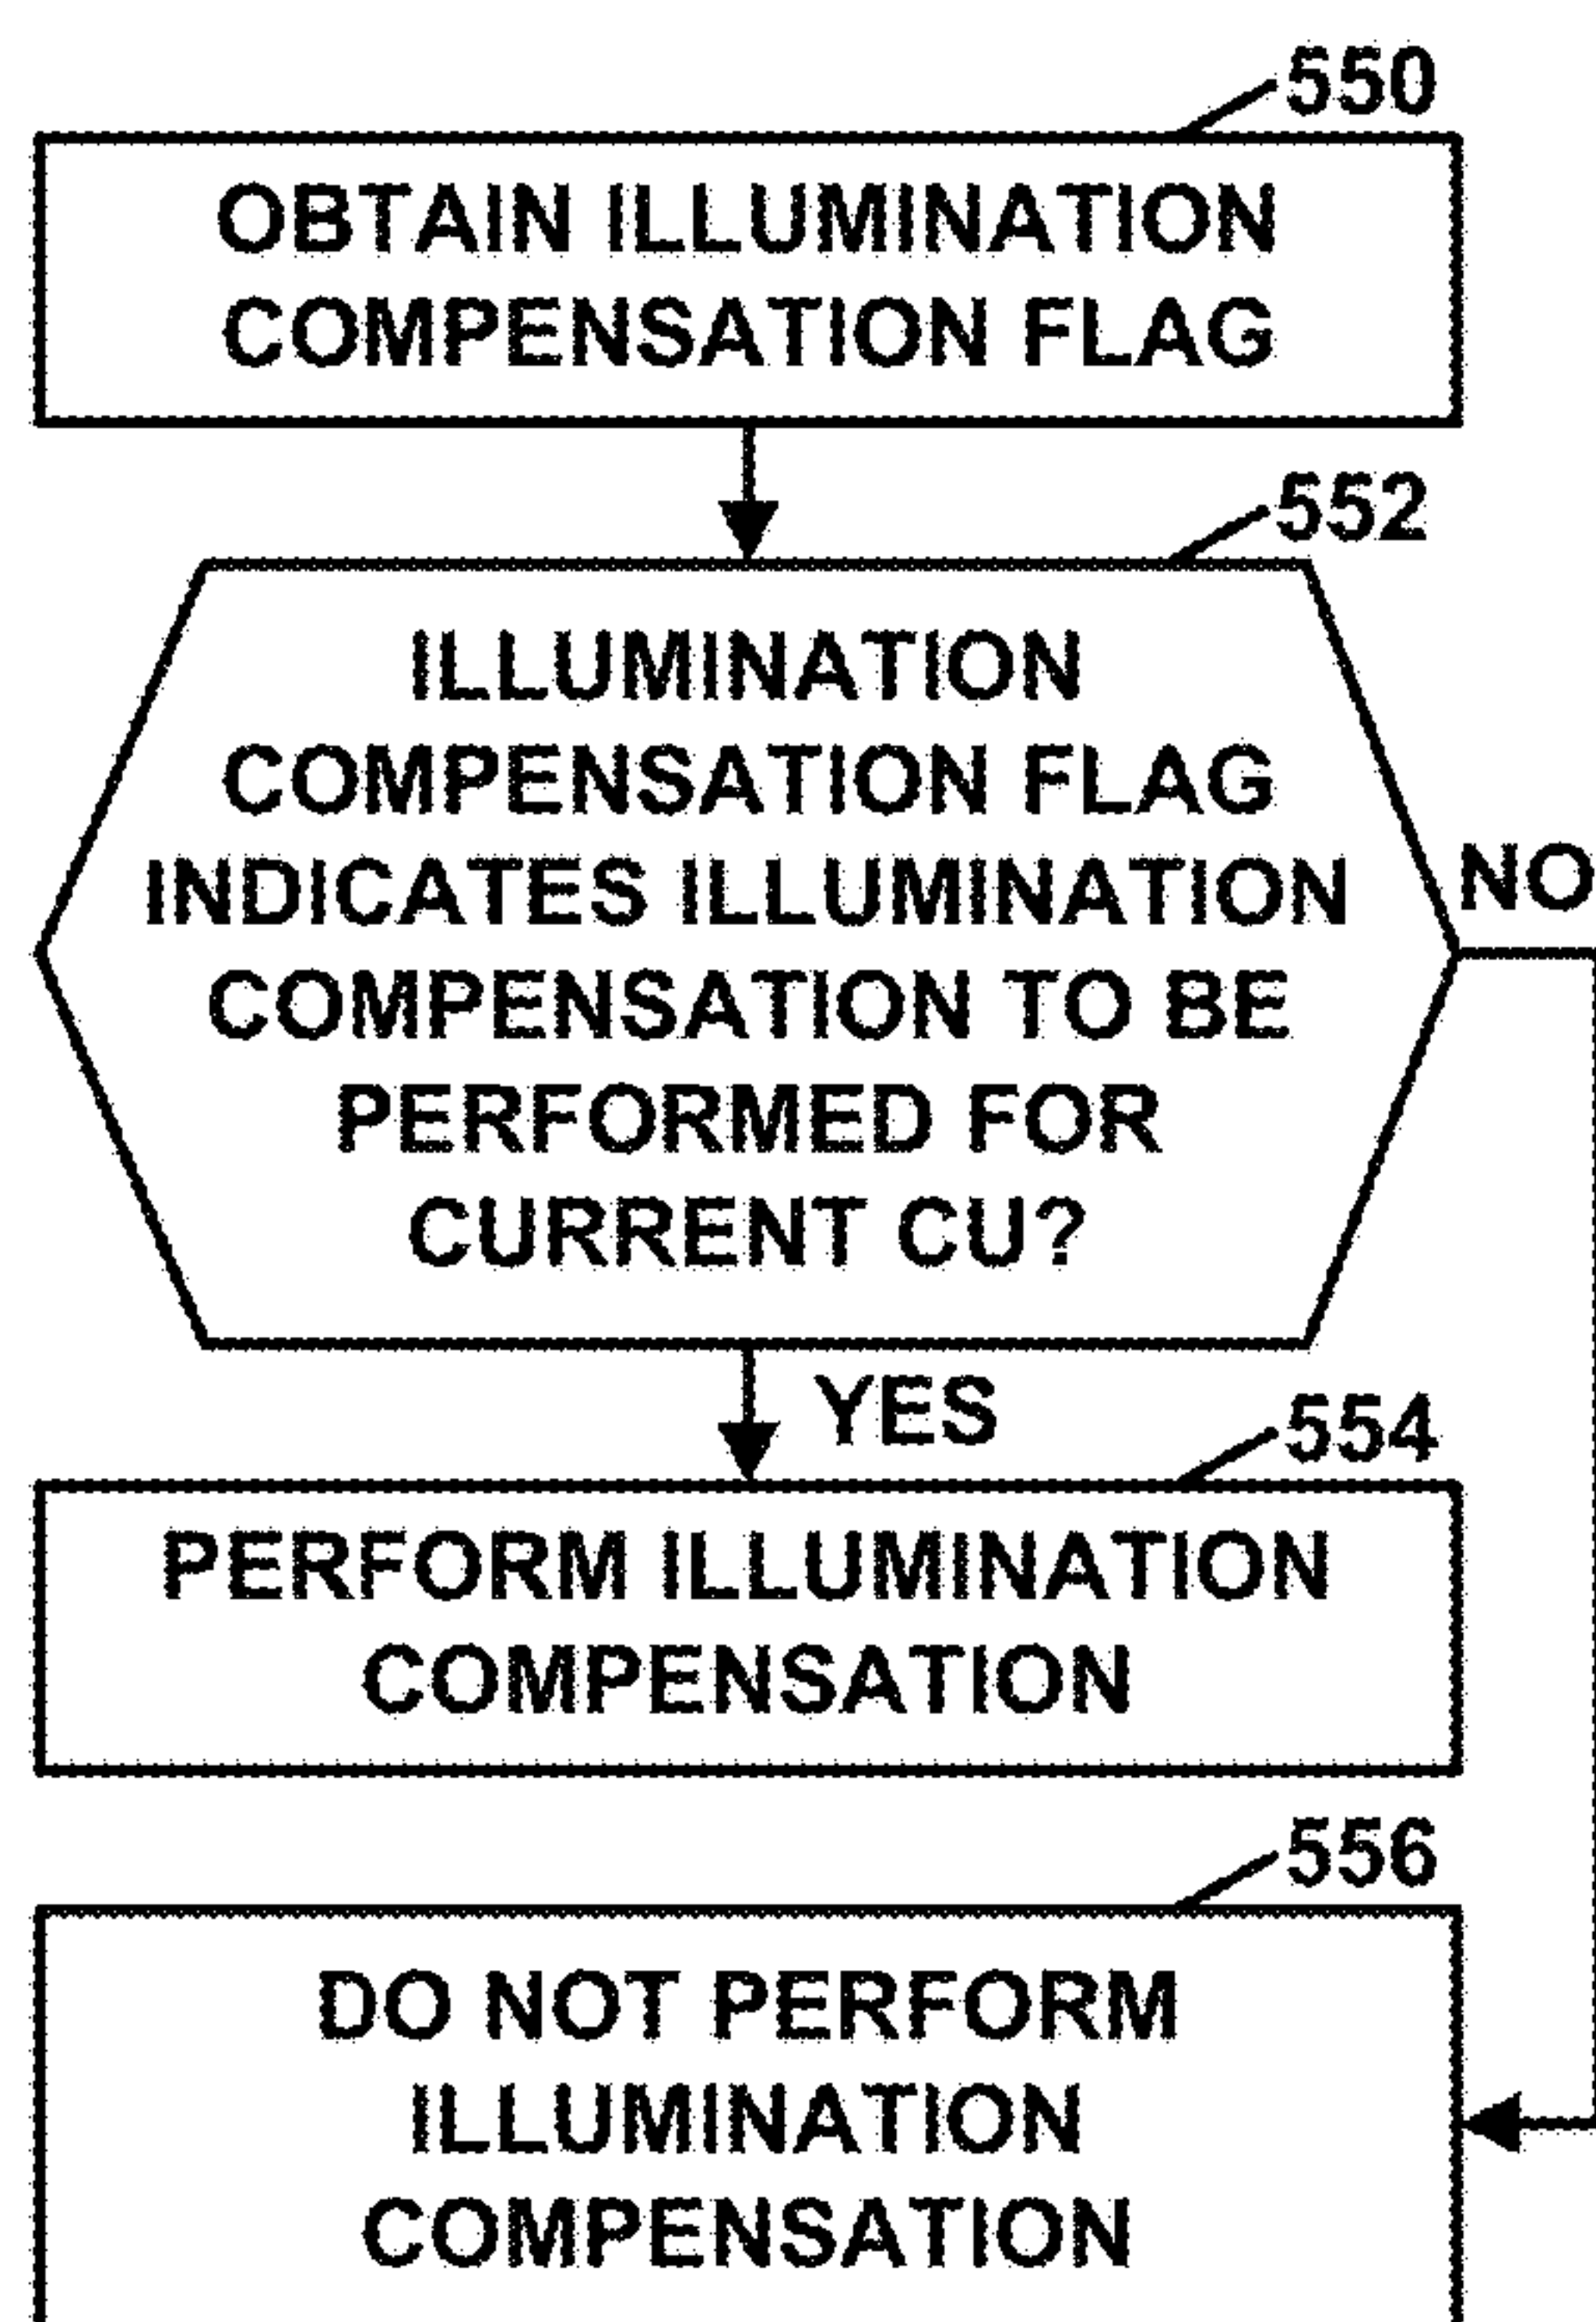 550
OBTAIN ILLUMINATION
COMPENSATION FLAG
552
ILLUMINATION
COMPENSATION FLAG
INDICATES ILLUMINATION
COMPENSATION TO BE
PERFORMED FOR
CURRENT CU?
NO
YES
554
PERFORM ILLUMINATION
COMPENSATION
556
DO NOT PERFORM
ILLUMINATION
COMPENSATION